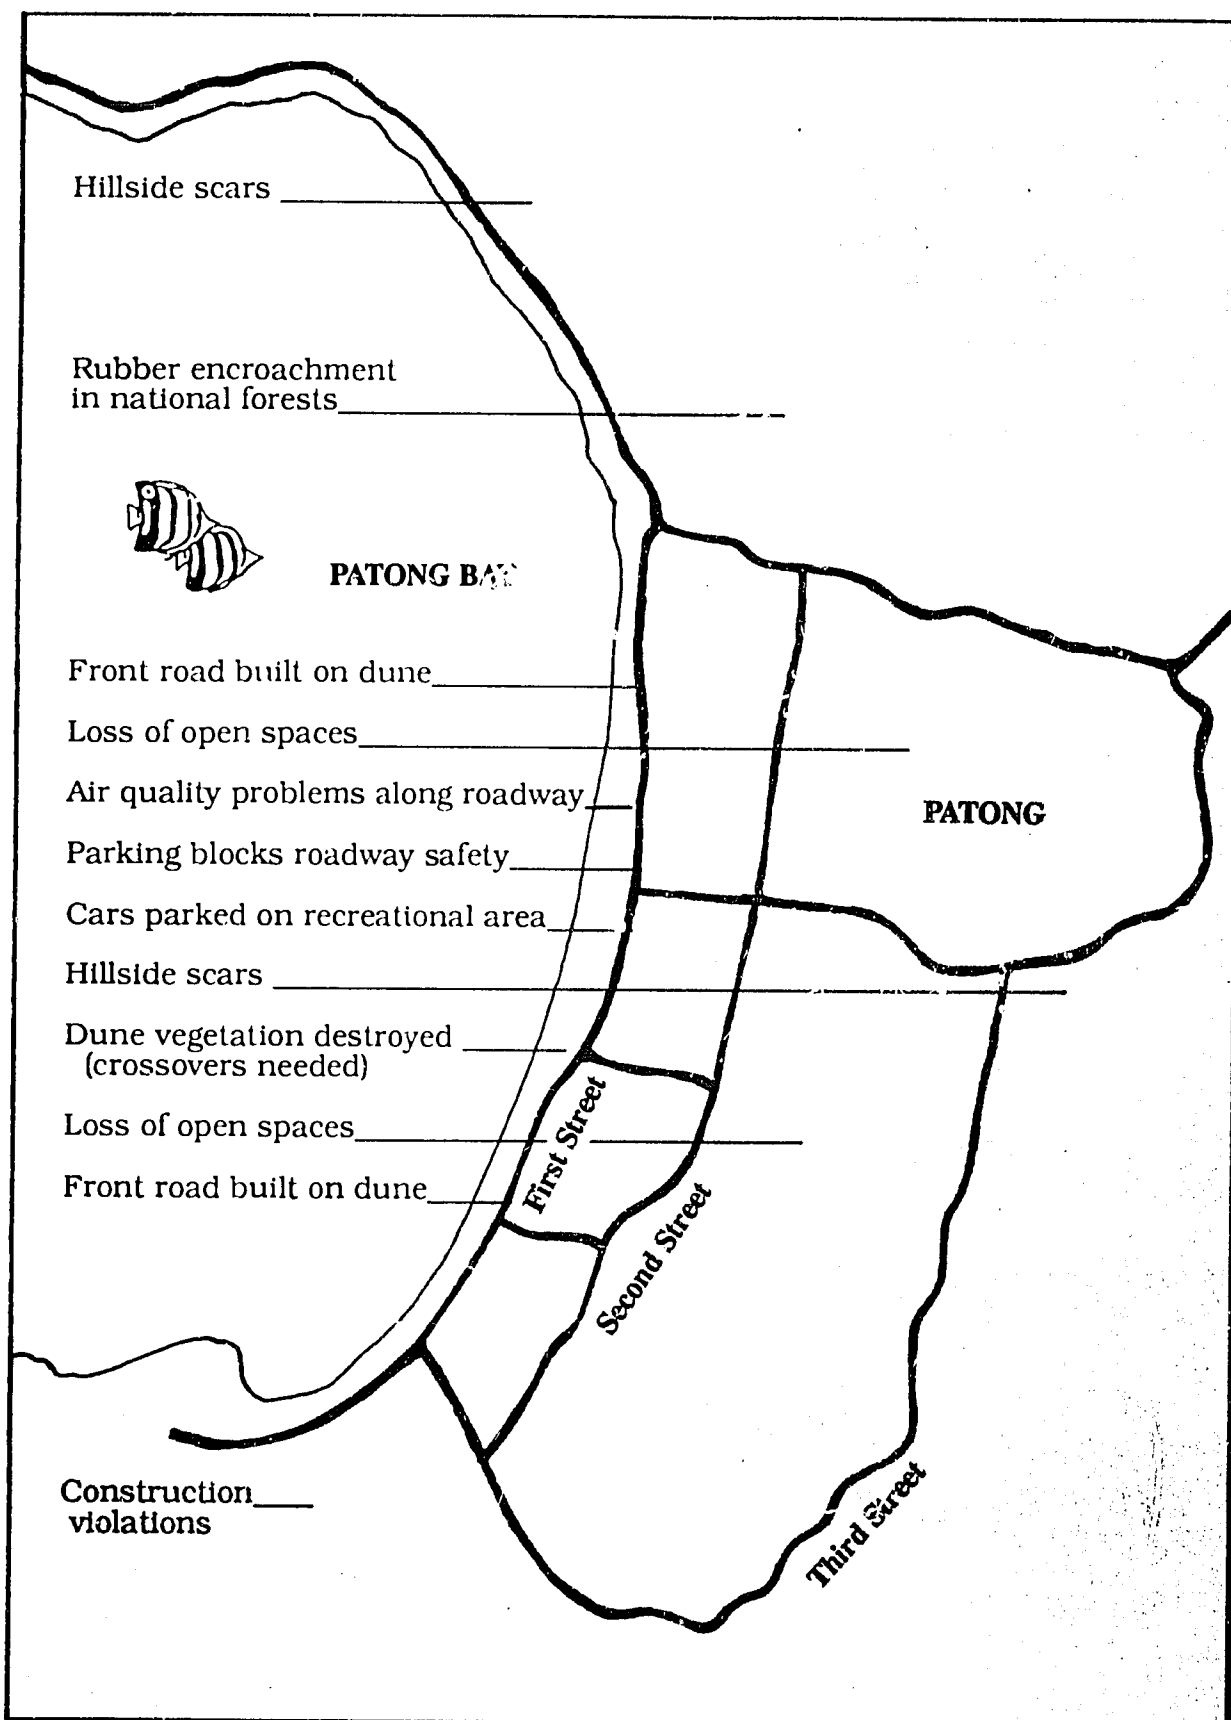 Hillside scars
Rubber encroachment
in national forests
PATONG BAY
Front road built on dune
Loss of open spaces
Air quality problems along roadway
PATONG
Parking blocks roadway safety
Cars parked on recreational area
Hillside scars
Dune vegetation destroyed
(crossovers needed)
Loss of open spaces
First Street
Front road built on dune
Second Street
Construction
violations
Third Street